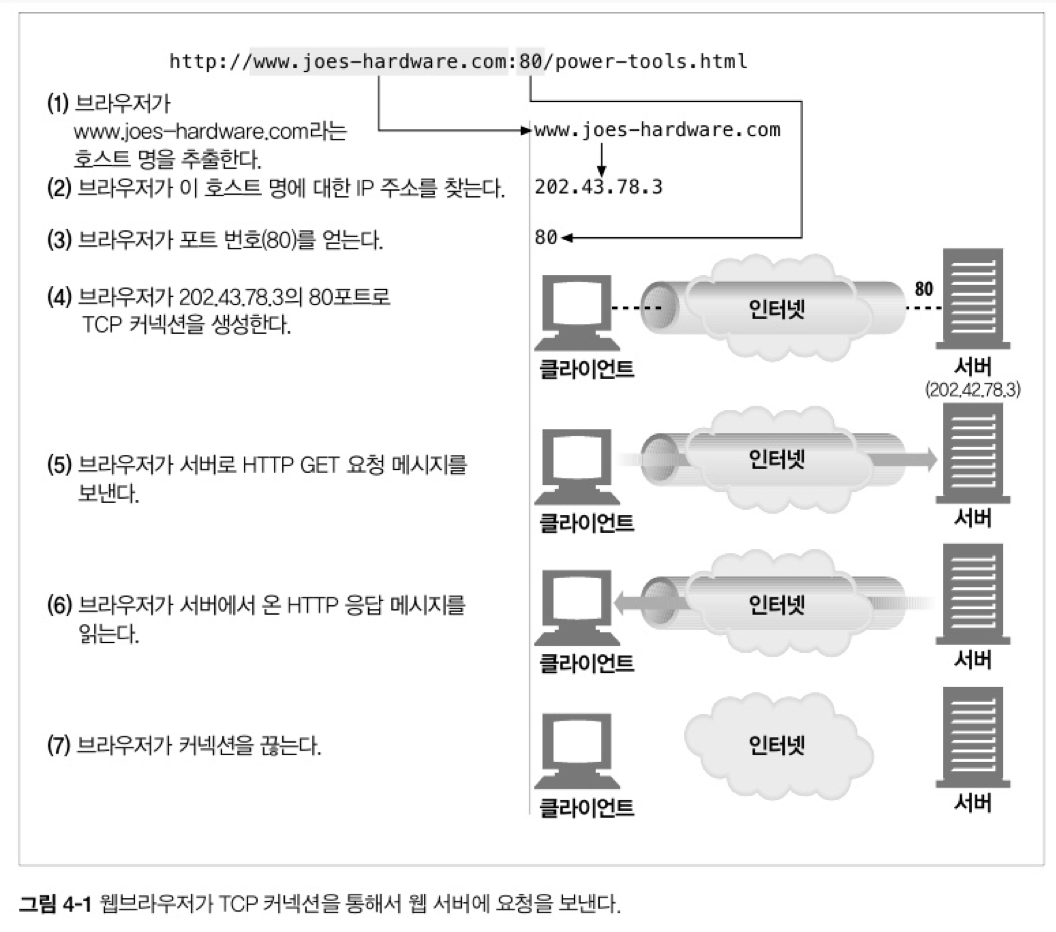 http://www.joes-hardware.com:80/power-tools.html
(1) 브라우저가
www.joes-hardware.com라는
호스트 명을 추출한다.
www.joes-hardware.com
(2) 브라우저가 이 호스트 명에 대한 IP 주소를 찾는다.
202.43.78.3
(3) 브라우저가 포트 번호(80)를 얻는다.
80
(4) 브라우저가 202.43.78.3의 80포트로
TCP 커넥션을 생성한다.
인터넷
80
클라이언트
서버
(202.42.78.3)
(5) 브라우저가 서버로 HTTP GET 요청 메시지를
보낸다.
인터넷
클라이언트
서버
(6) 브라우저가 서버에서 온 HTTP 응답 메시지를
읽는다.
인터넷
클라이언트
서버
(7) 브라우저가 커넥션을 끊는다.
인터넷
클라이언트
서버
그림 4-1 웹브라우저가 TCP 커넥션을 통해서 웹 서버에 요청을 보낸다.